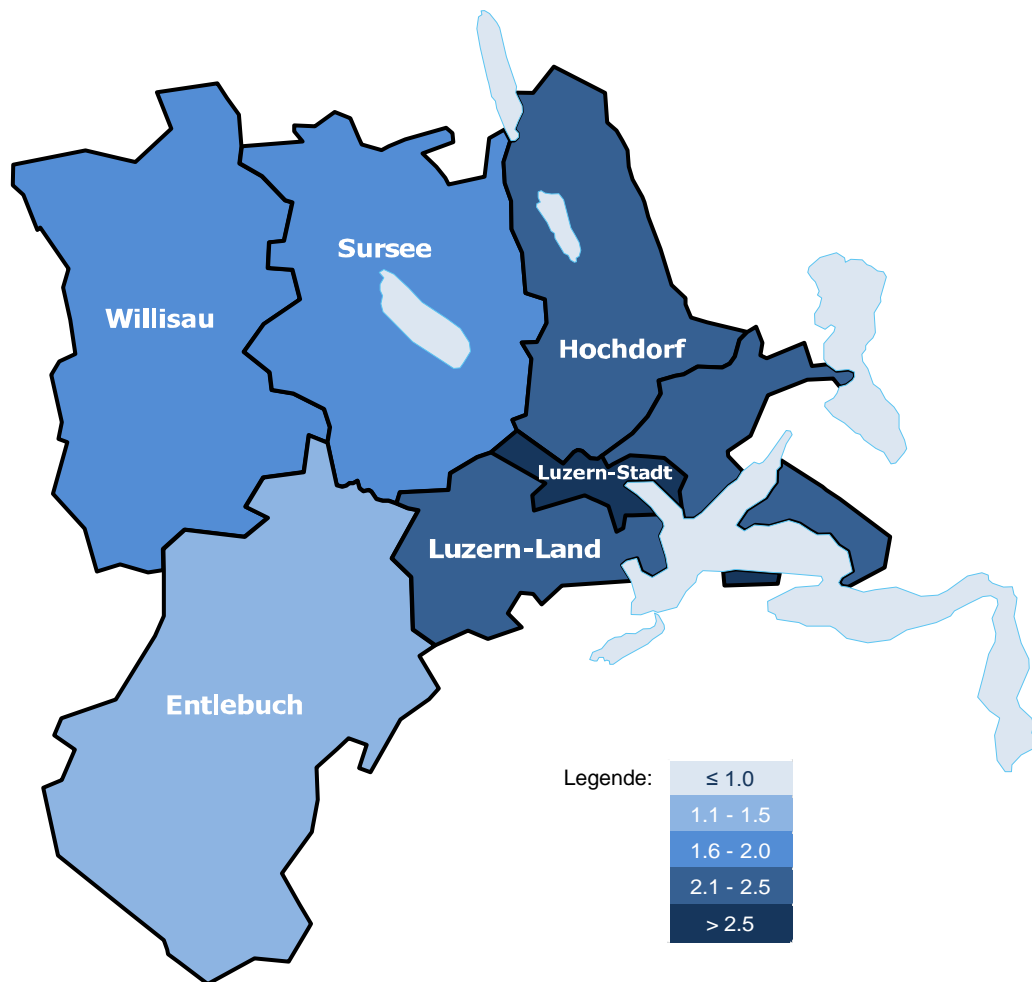 Sursee
Willisau
Hochdorf
Luzern-Stadt
Luzern-Land
Entlebuch
Legende:
≤ 1.0
1.1 - 1.5
1.6 - 2.0
2.1 - 2.5
> 2.5